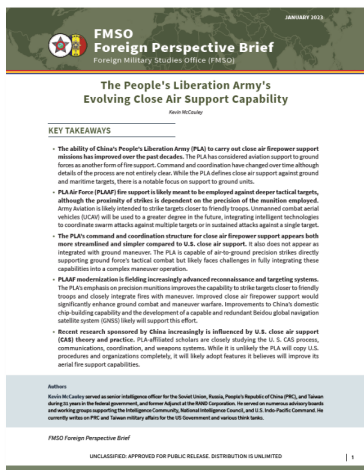 JANUARY 2023
FMSO
Foreign Perspective Brief
Foreign Military Studies Office (FMSO)
The People's Liberation Army's
Evolving Close Air Support Capability
Kevin McCauley
KEY TAKEAWAYS
• The ability of China's People's Liberation Army (PLA) to carry out close air firepower support
missions has improved over the past decades. The PLA has considered aviation support to ground
forces as another form of fire support. Command and coordination have changed over time although
details of the process are not entirely clear. While the PLA defines close air support against ground
and maritime targets, there is a notable focus on support to ground units.
• PLA Air Force (PLAAF) fire support is likely meant to be employed against deeper tactical targets,
although the proximity of strikes is dependent on the precision of the munition employed.
Army Aviation is likely intended to strike targets closer to friendly units. Unmanned combat aerial
vehicles (UCAV) will be used to a greater degree in the future, integrating intelligent technologies
to coordinate swarm attacks against multiple targets or in sustained attacks against a single target.
• The PLA's command and coordination structure for close air firepower support appears both
more streamlined and simpler compared to U.S. close air support. It also does not appear as
integrated with ground maneuver. The PLA is capable of air-to-ground precision strikes directly
supporting ground force's tactical combat but likely faces challenges in fully integrating these
capabilities into a complex maneuver operation.
• PLAAF modernization is fielding increasingly advanced reconnaissance and targeting systems.
The PLA's emphasis on precision munitions improves the capability to strike targets closer to friendly
troops and closely integrate fires with maneuver. Improved close air firepower support would
significantly enhance ground combat and maneuver warfare. Improvements to China's domestic
chip-building capability and the development of a capable and redundant Beidou global navigation
satellite system (GNSS) likely will support this effort.
• Recent research sponsored by China increasingly is influenced by U.S. close air support
(CAS) theory and practice. PLA-affiliated scholars are closely studying the U.S. CAS process,
communications, coordination, and weapons systems. While it is unlikely the PLA will copy U.S.
procedures and organizations completely, it will likely adopt features it believes will improve its
aerial fire support capabilities.
Authors
Kevin McCauley served as senior intelligence officer for the Soviet Union, Russia, People's Republic of China (PRC), and Taiwan
during 31 years in the federal government, and former Adjunct at the RAND Corporation. He served on numerous advisory boards
and working groups supporting the Intelligence Community, National Intelligence Council, and U.S. Indo-Pacific Command. He
currently writes on PRC and Taiwan military affairs for the US Government and various think tanks.
FMSO Foreign Perspective Brief
UNCLASSIFIED: APPROVED FOR PUBLIC RELEASE. DISTRIBUTION IS UNLIMITED | 1